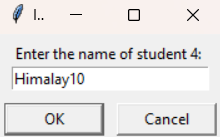 I..
Enter the name of student 4:
Himalay10
OK
Cancel